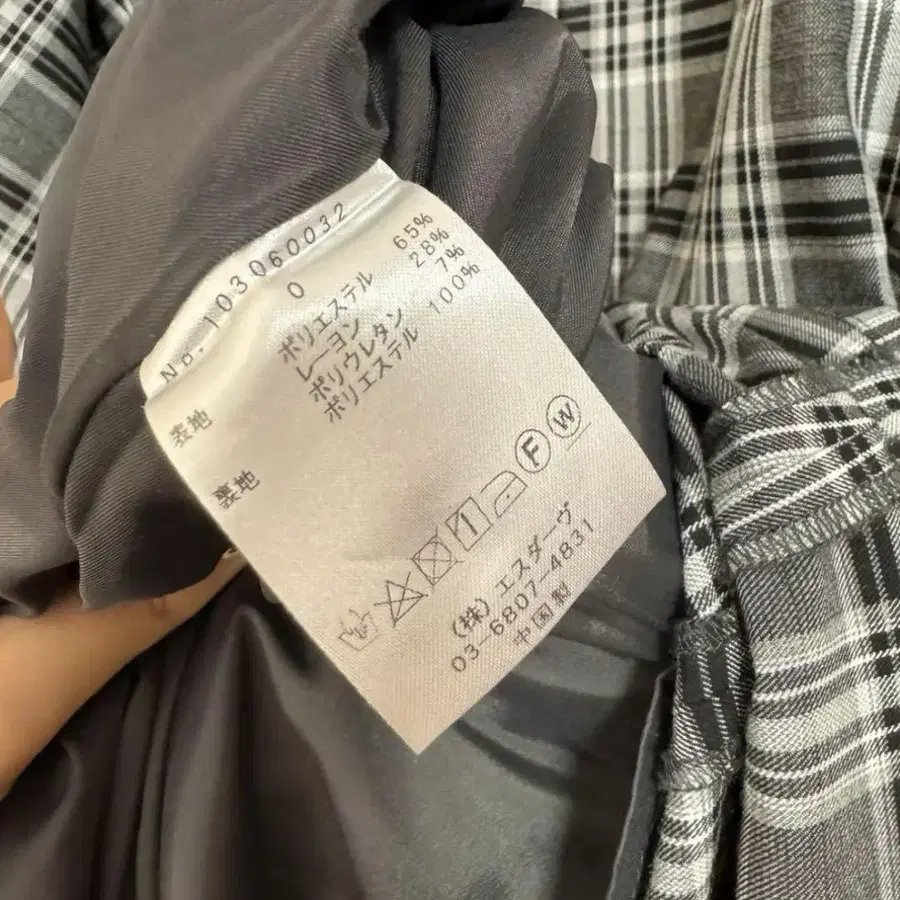 No. 103060032
0
表地 ポリエステル 65%
レーヨン 28%
ポリウレタン 7%
裏地 ポリエステル 100%
F W
(株) エスダーヴ
03-6807-4831
中国製